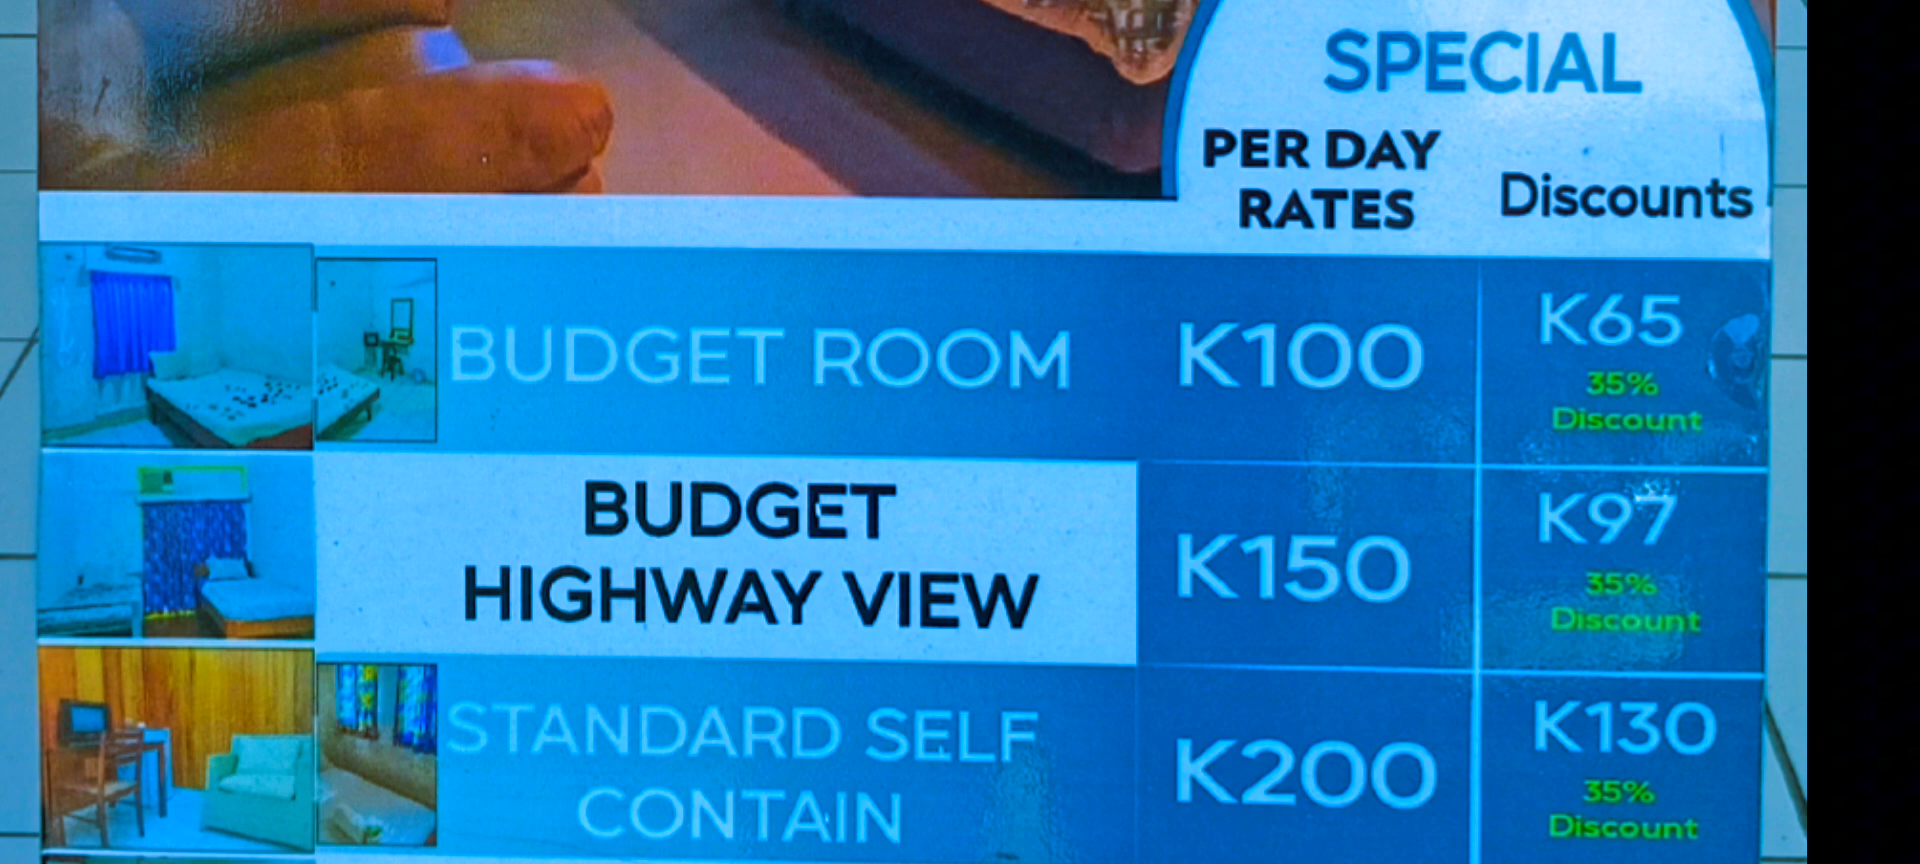 SPECIAL
PER DAY
RATES
Discounts
BUDGET ROOM
K100
K65
35%
Discount
BUDGET
HIGHWAY VIEW
K150
K97
35%
Discount
STANDARD SELF
CONTAIN
K200
K130
35%
Discount